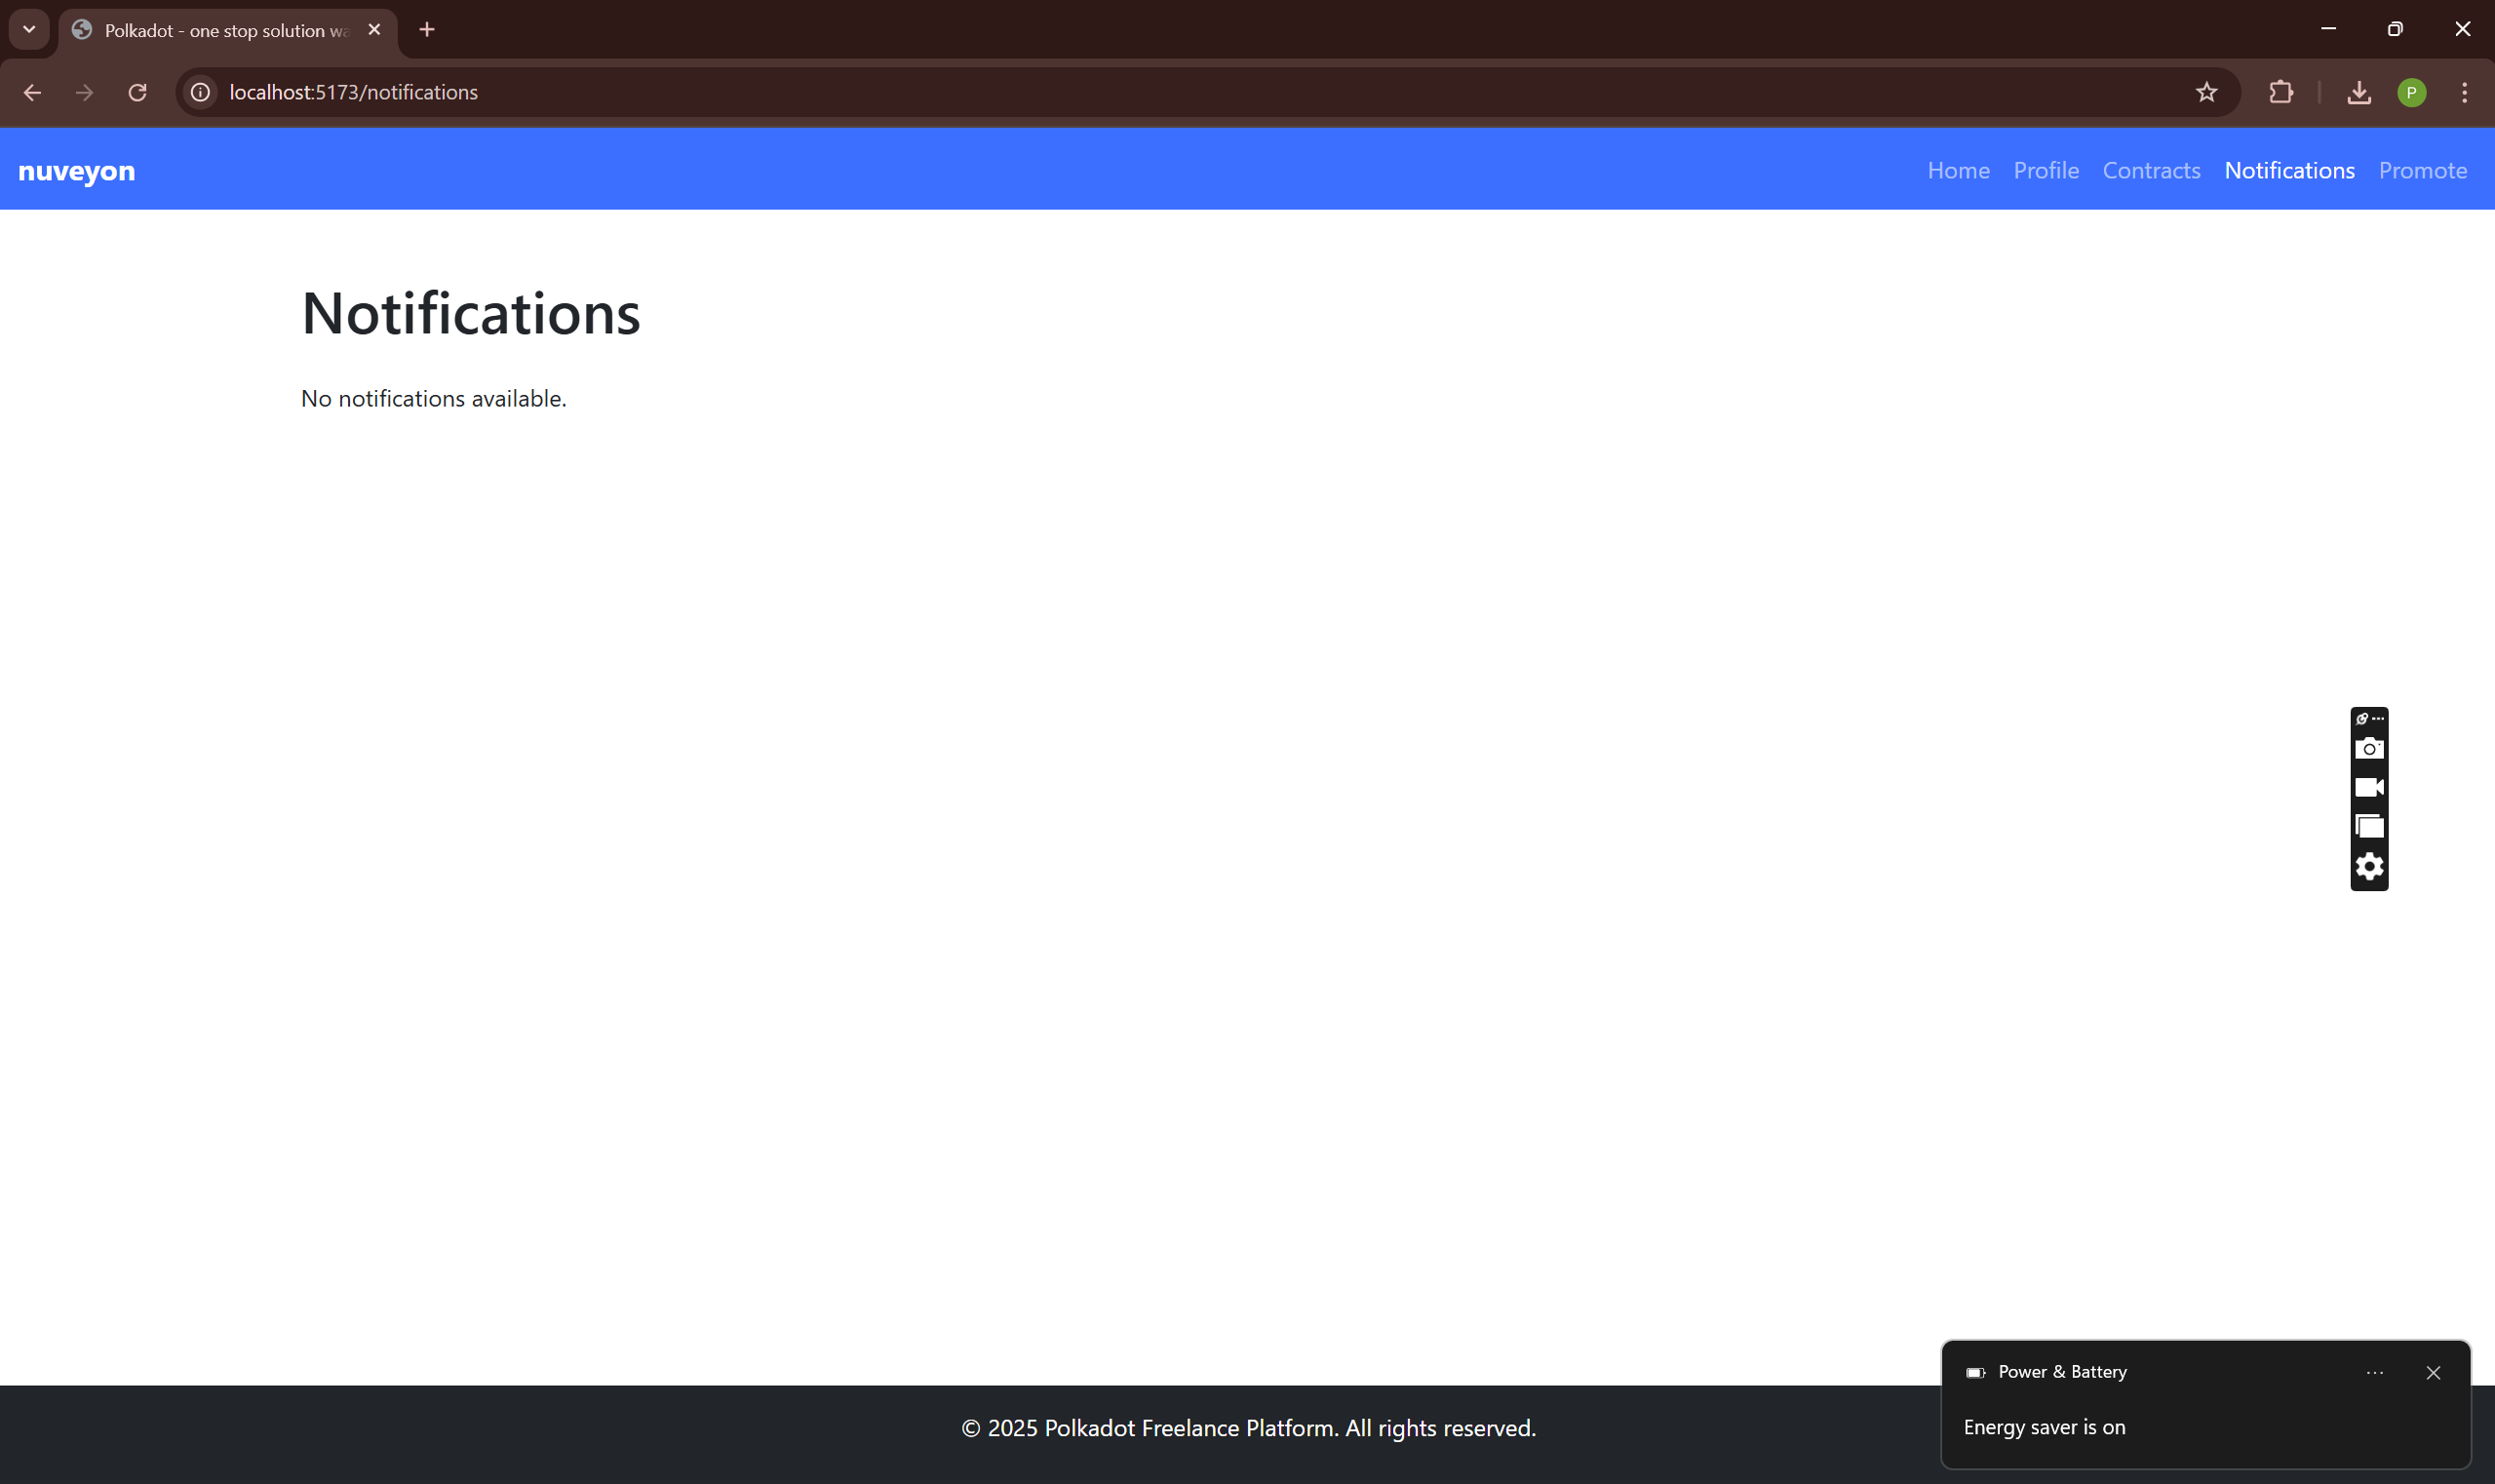 Polkadot - one stop solution
localhost:5173/notifications
P
nuveyon
Home Profile Contracts Notifications Promote
Notifications
No notifications available.
Power & Battery
Energy saver is on
© 2025 Polkadot Freelance Platform. All rights reserved.